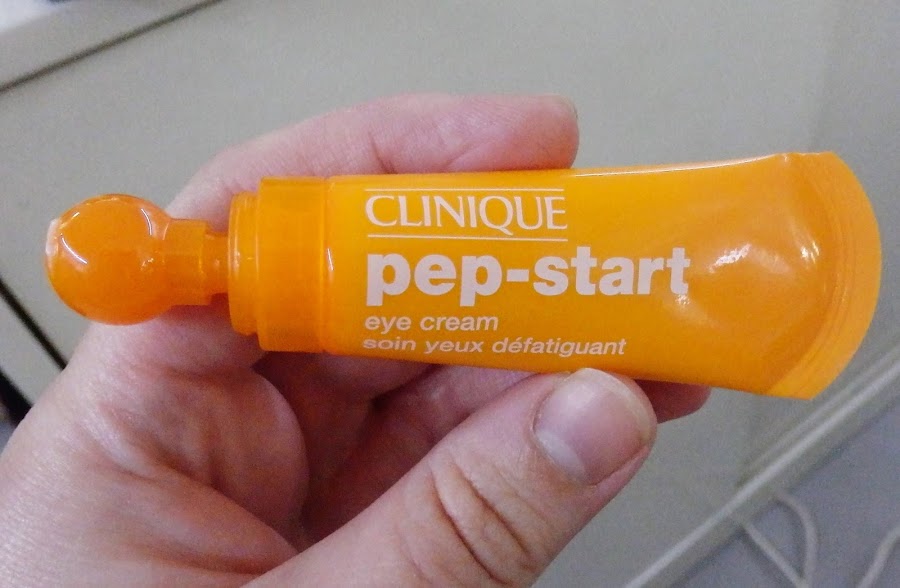 CLINIQUE
pep-start
eye cream
soin yeux défatiguant